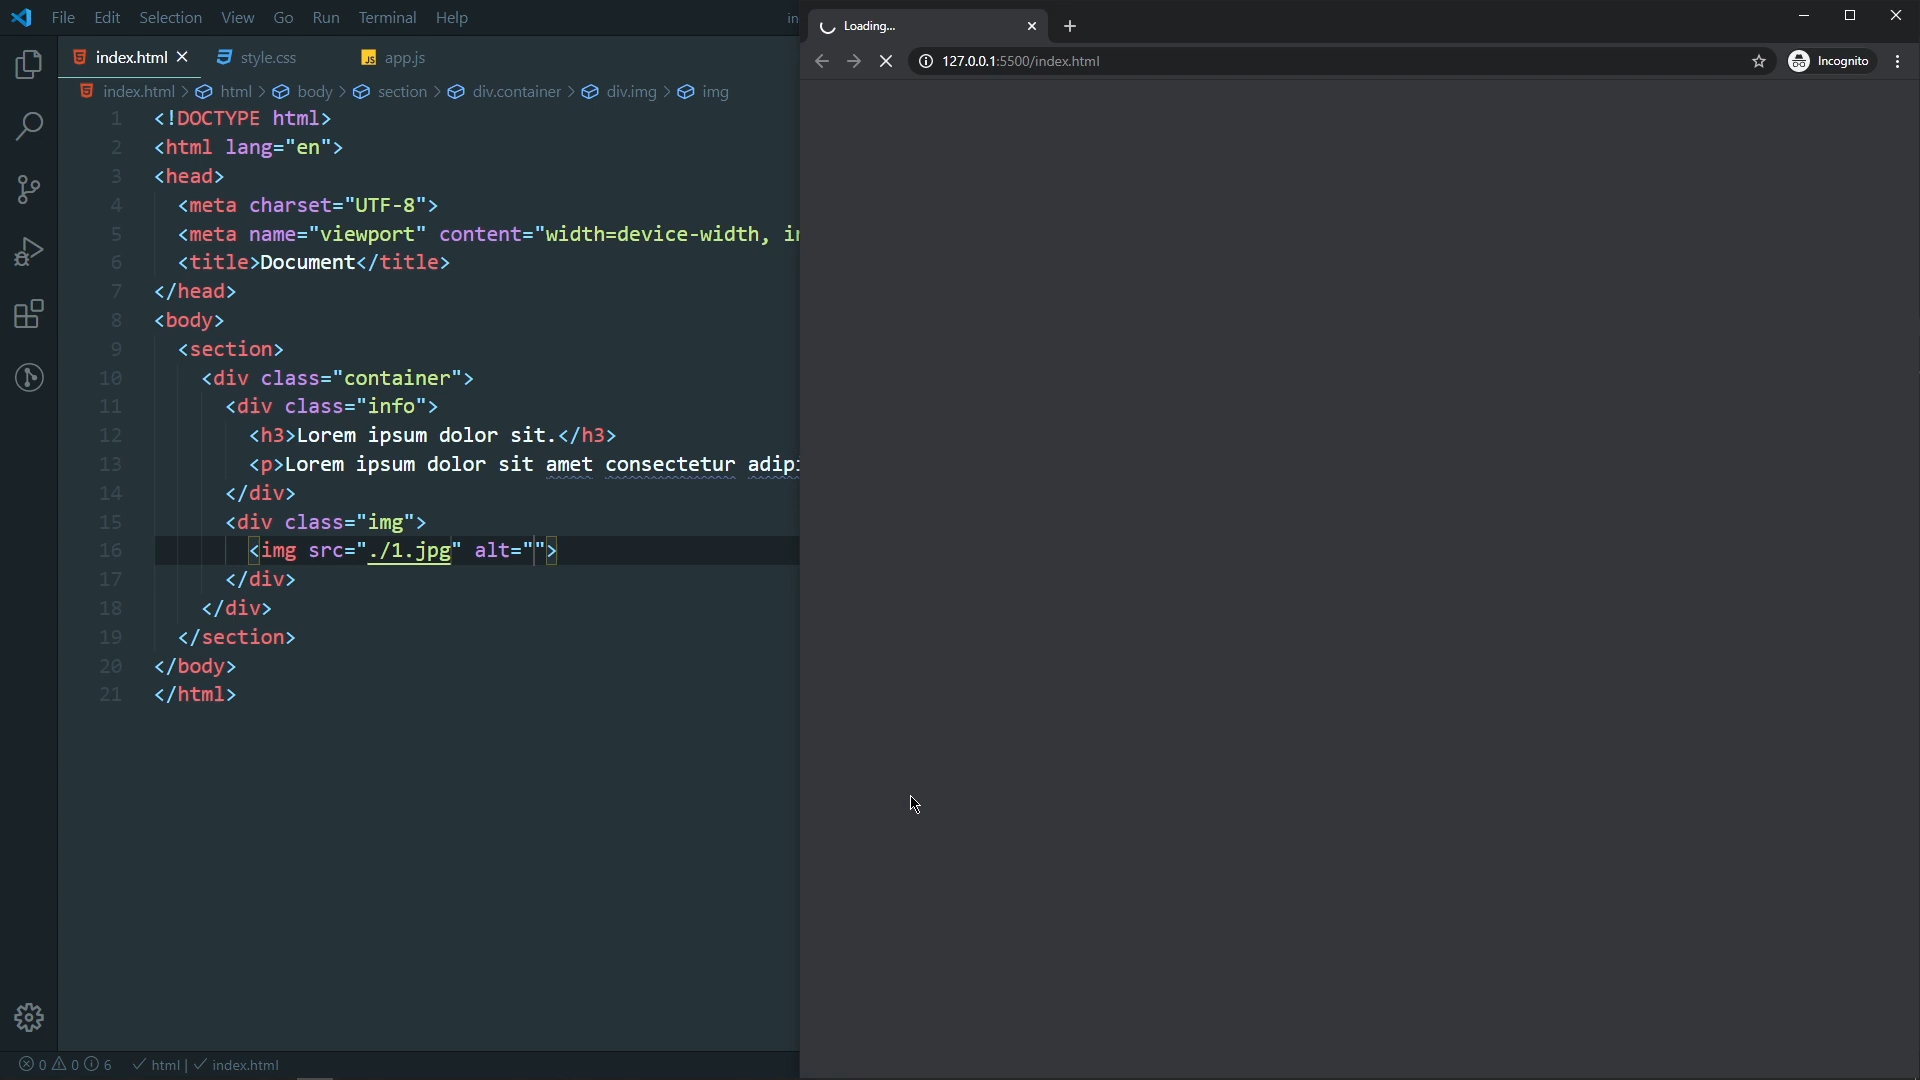 File Edit Selection View Go Run Terminal Help
index.html style.css app.js
index.html > html > body > section > div.container > div.img > img
1 <!DOCTYPE html>
2 <html lang="en">
3 <head>
4 <meta charset="UTF-8">
5 <meta name="viewport" content="width=device-width,
6 <title>Document</title>
7 </head>
8 <body>
9 <section>
10 <div class="container">
11 <div class="info">
12 <h3>Lorem ipsum dolor sit.</h3>
13 <p>Lorem ipsum dolor sit amet consectetur adipi
14 </div>
15 <div class="img">
16 <img src="./1.jpg" alt="">
17 </div>
18 </div>
19 </section>
20 </body>
21 </html>
0 0 6 html | index.html
Loading...
127.0.0.1:5500/index.html Incognito